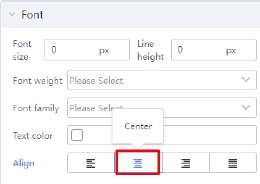 Font
Font size 0 px Line height 0 px
Font weight Please Select
Font family Please Select
Center
Text color
Align